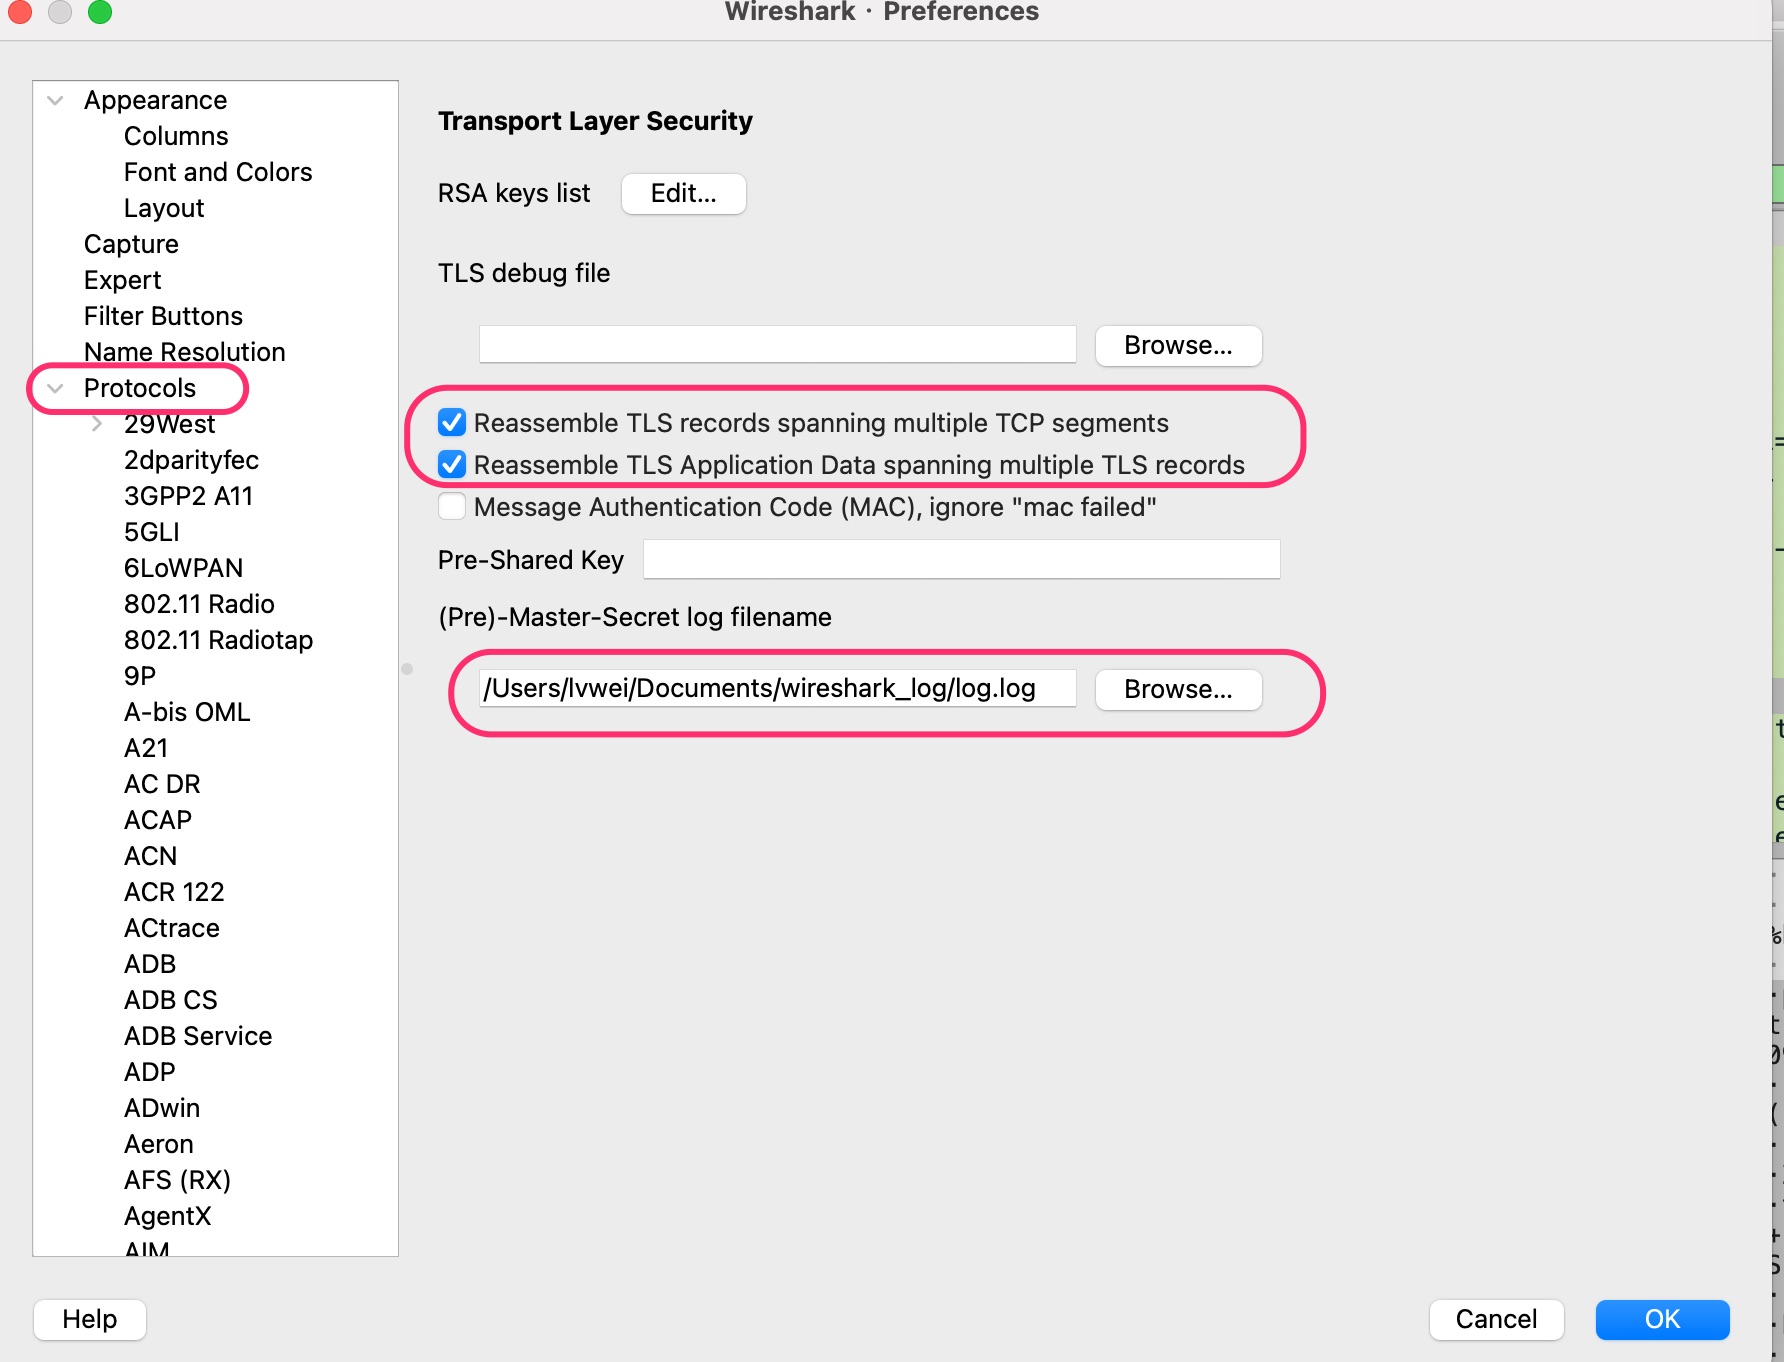 Wireshark · Preferences
Appearance
Columns
Font and Colors
Layout
Capture
Expert
Filter Buttons
Name Resolution
Protocols
29West
2dparityfec
3GPP2 A11
5GLI
6LoWPAN
802.11 Radio
802.11 Radiotap
9P
A-bis OML
A21
AC DR
ACAP
ACN
ACR 122
ACtrace
ADB
ADB CS
ADB Service
ADP
ADwin
Aeron
AFS (RX)
AgentX
AIM
Transport Layer Security
RSA keys list Edit...
TLS debug file
Browse...
Reassemble TLS records spanning multiple TCP segments
Reassemble TLS Application Data spanning multiple TLS records
Message Authentication Code (MAC), ignore "mac failed"
Pre-Shared Key
(Pre)-Master-Secret log filename
/Users/lvwei/Documents/wireshark_log/log.log Browse...
Help Cancel OK